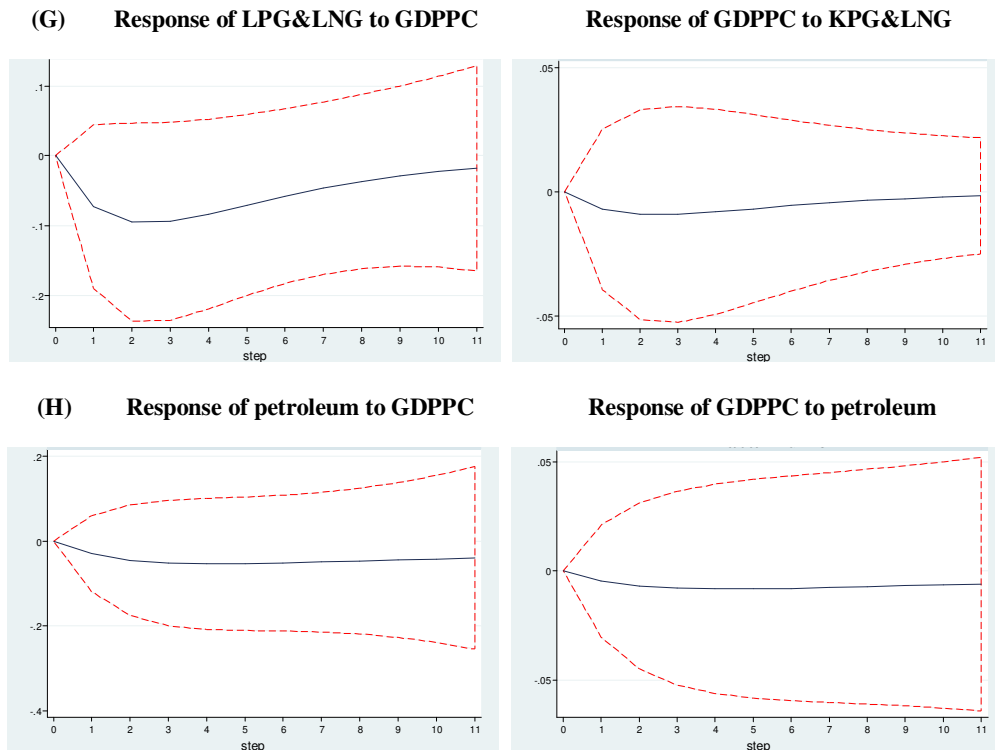 (G) Response of LPG&LNG to GDPPC
Response of GDPPC to KPG&LNG
.1
0
-.1
-.2
0 1 2 3 4 5 6 7 8 9 10 11
step
.05
0
-.05
0 1 2 3 4 5 6 7 8 9 10 11
step
(H) Response of petroleum to GDPPC
Response of GDPPC to petroleum
.2
0
-.2
-.4
0 1 2 3 4 5 6 7 8 9 10 11
step
.05
0
-.05
0 1 2 3 4 5 6 7 8 9 10 11
step